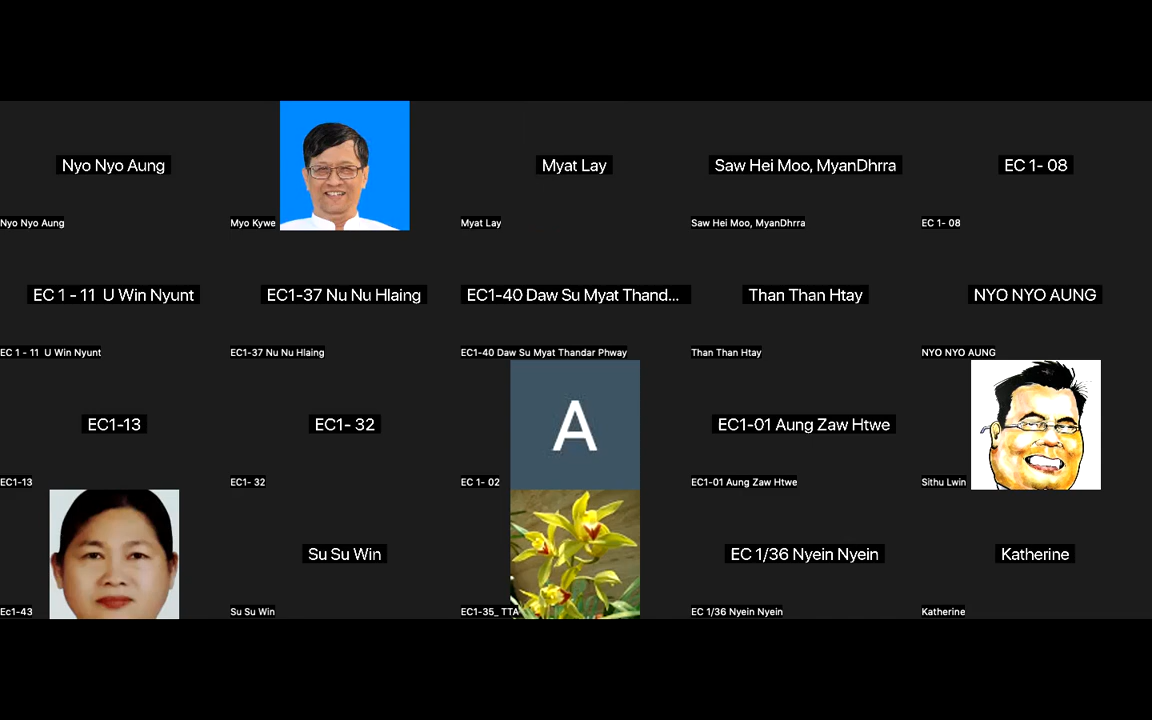 Nyo Nyo Aung
Myat Lay
Saw Hei Moo, MyanDhrra
EC 1- 08
Nyo Nyo Aung
Myo Kywe
Myat Lay
Saw Hei Moo, MyanDhrra
EC 1- 08
EC 1 - 11 U Win Nyunt
EC1-37 Nu Nu Hlaing
EC1-40 Daw Su Myat Thand...
Than Than Htay
NYO NYO AUNG
EC 1 - 11 U Win Nyunt
EC1-37 Nu Nu Hlaing
EC1-40 Daw Su Myat Thandar Phway
Than Than Htay
NYO NYO AUNG
EC1-13
EC1- 32
A
EC1-01 Aung Zaw Htwe
EC1-13
EC1- 32
EC 1- 02
EC1-01 Aung Zaw Htwe
Sithu Lwin
Su Su Win
EC 1/36 Nyein Nyein
Katherine
Ec1-43
Su Su Win
EC1-35_ TTA
EC 1/36 Nyein Nyein
Katherine